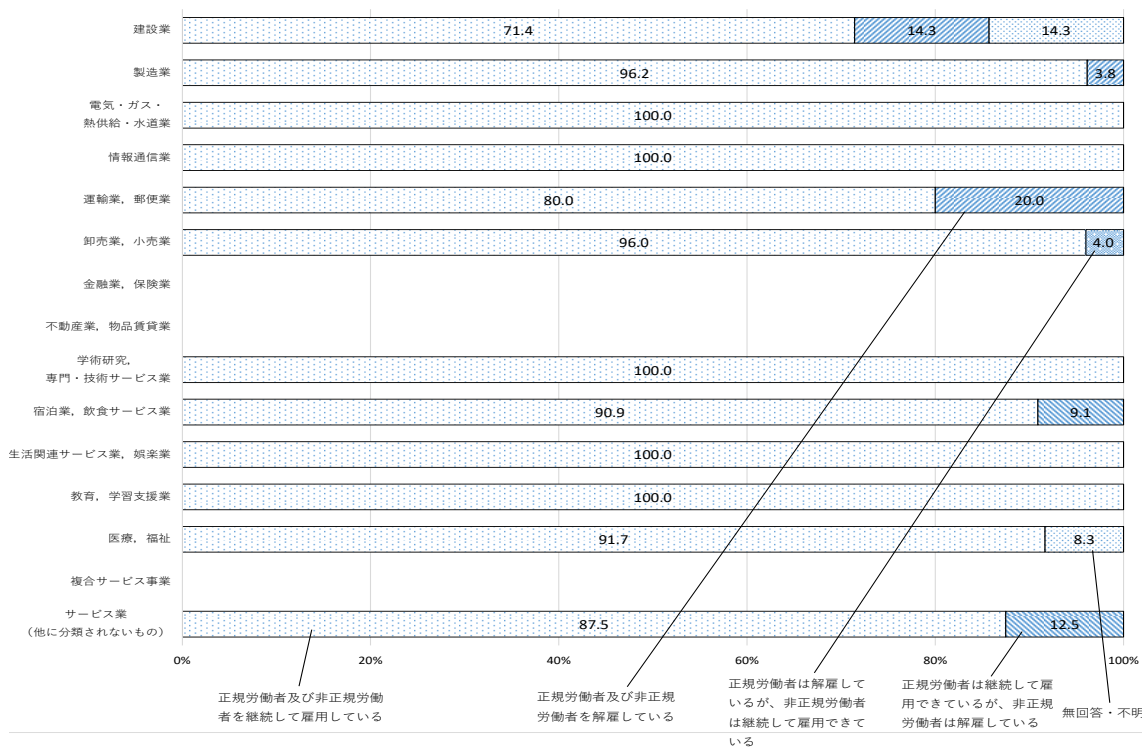 建設業
71.4 14.3 14.3
製造業
96.2 3.8
電気・ガス・
熱供給・水道業
100.0
情報通信業
100.0
運輸業，郵便業
80.0 20.0
卸売業，小売業
96.0 4.0
金融業，保険業
不動産業，物品賃貸業
学術研究，
専門・技術サービス業
100.0
宿泊業，飲食サービス業
90.9 9.1
生活関連サービス業，娯楽業
100.0
教育，学習支援業
100.0
医療，福祉
91.7 8.3
複合サービス事業
サービス業
（他に分類されないもの）
87.5 12.5
0% 20% 40% 60% 80% 100%
正規労働者及び非正規労働
者を継続して雇用している
正規労働者及び非正規
労働者を解雇している
正規労働者は解雇して
いるが、非正規労働者
は継続して雇用できて
いる
正規労働者は継続して雇
用できているが、非正規
労働者は解雇している
無回答・不明